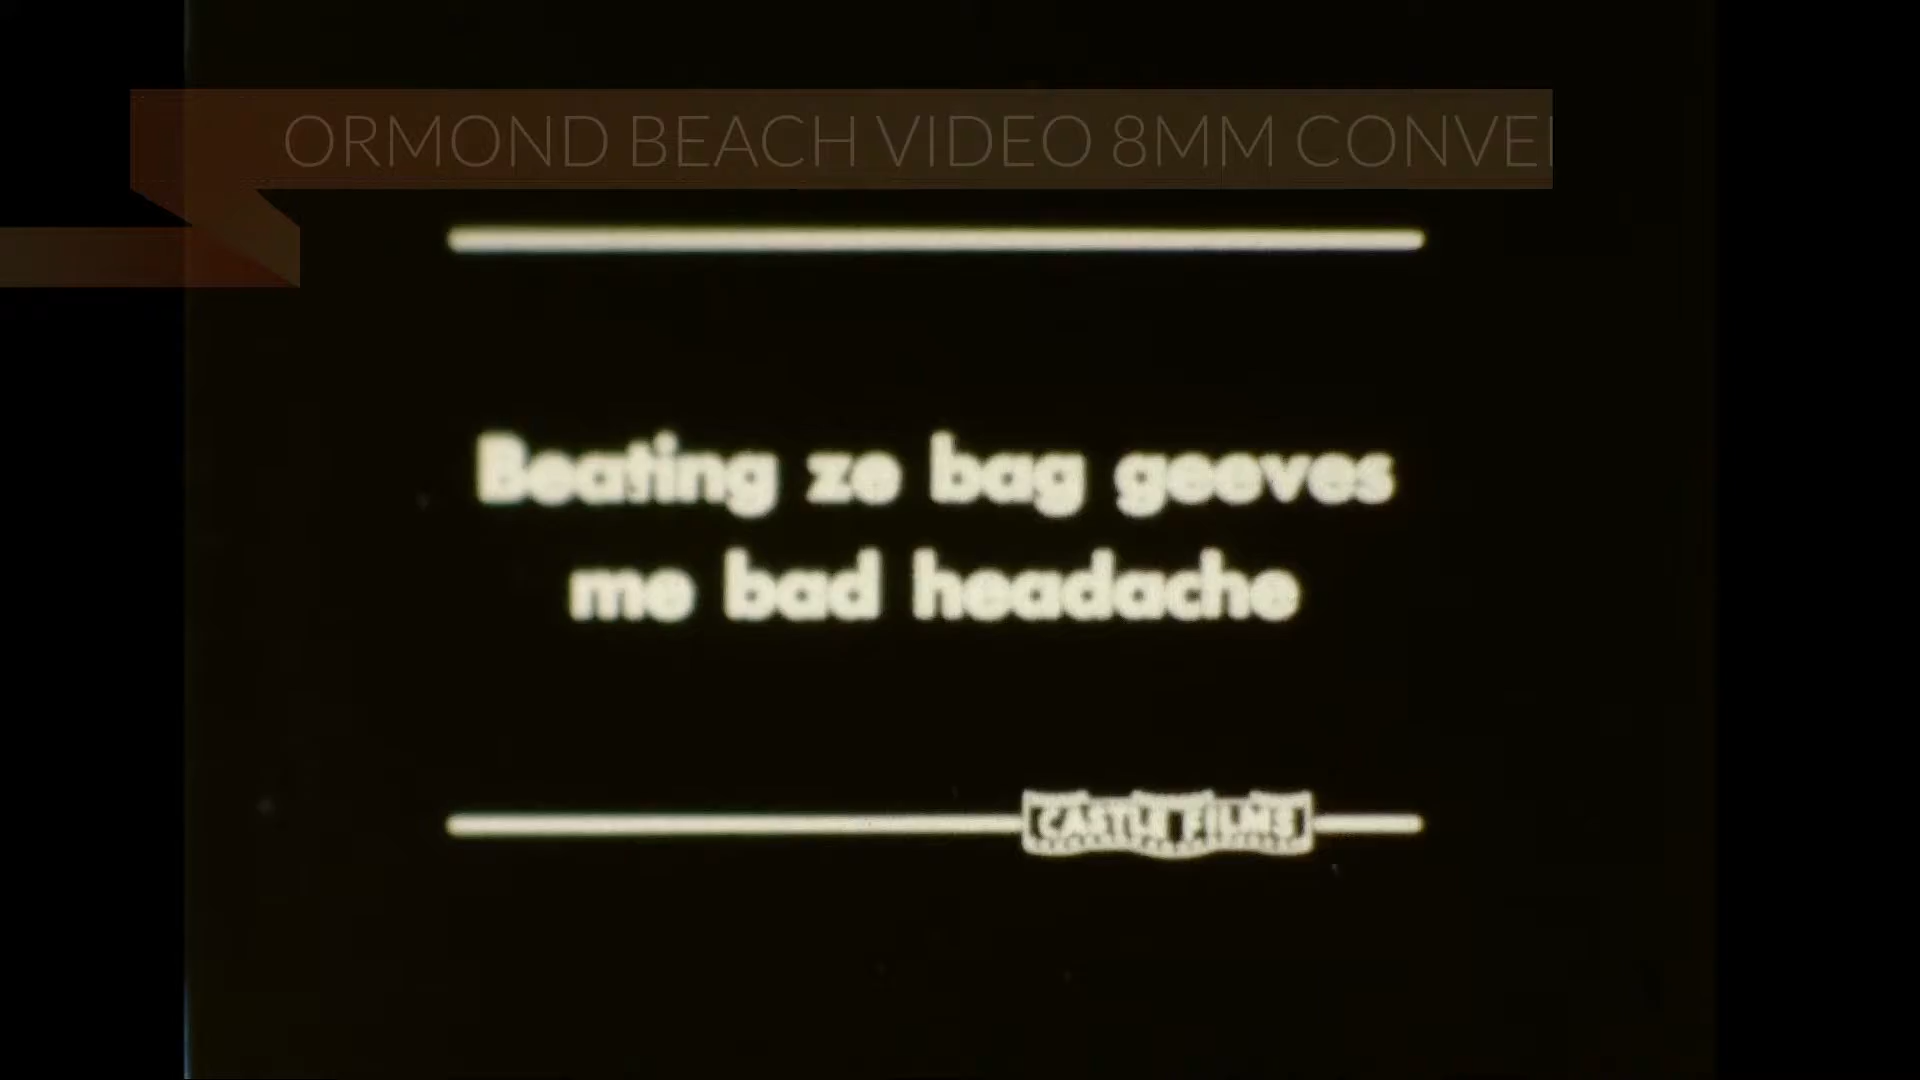 ORMOND BEACH VIDEO 8MM CONVE
Beating ze bag geeves
me bad headache
CASTLE FILMS